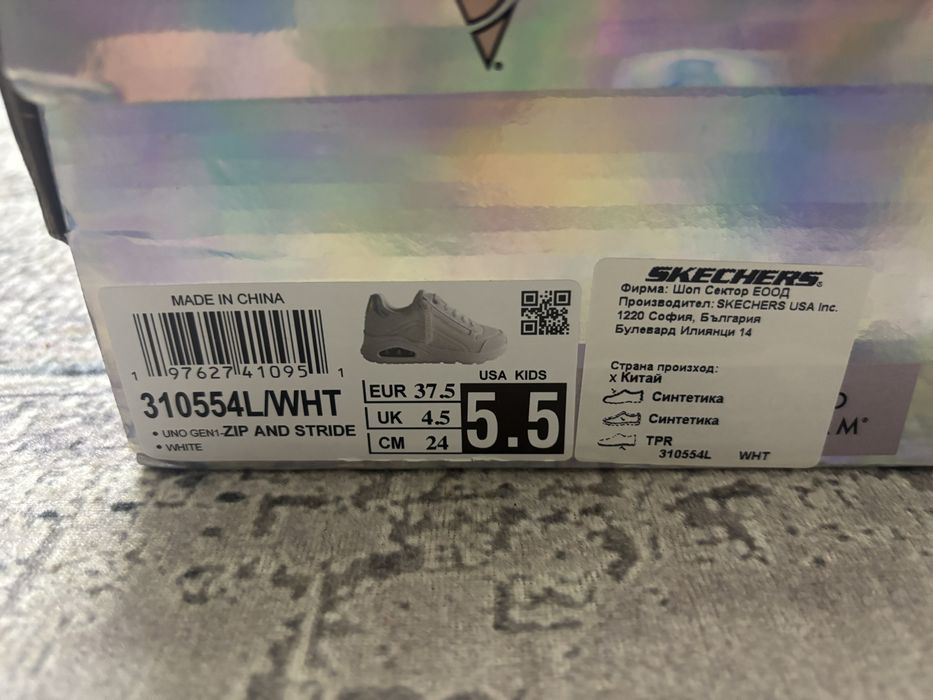 MADE IN CHINA
1 97627 41095 1
310554L/WHT
• UNO GEN1-ZIP AND STRIDE
• WHITE
EUR 37.5
UK 4.5
CM 24
USA KIDS
5.5
SKECHERS®
Фирма: Шоп Сектор ЕООД
Производител: SKECHERS USA Inc.
1220 София, България
Булевард Илиянци 14
Страна произход:
x Китай
Синтетика
Синтетика
TPR
310554L WHT
M®